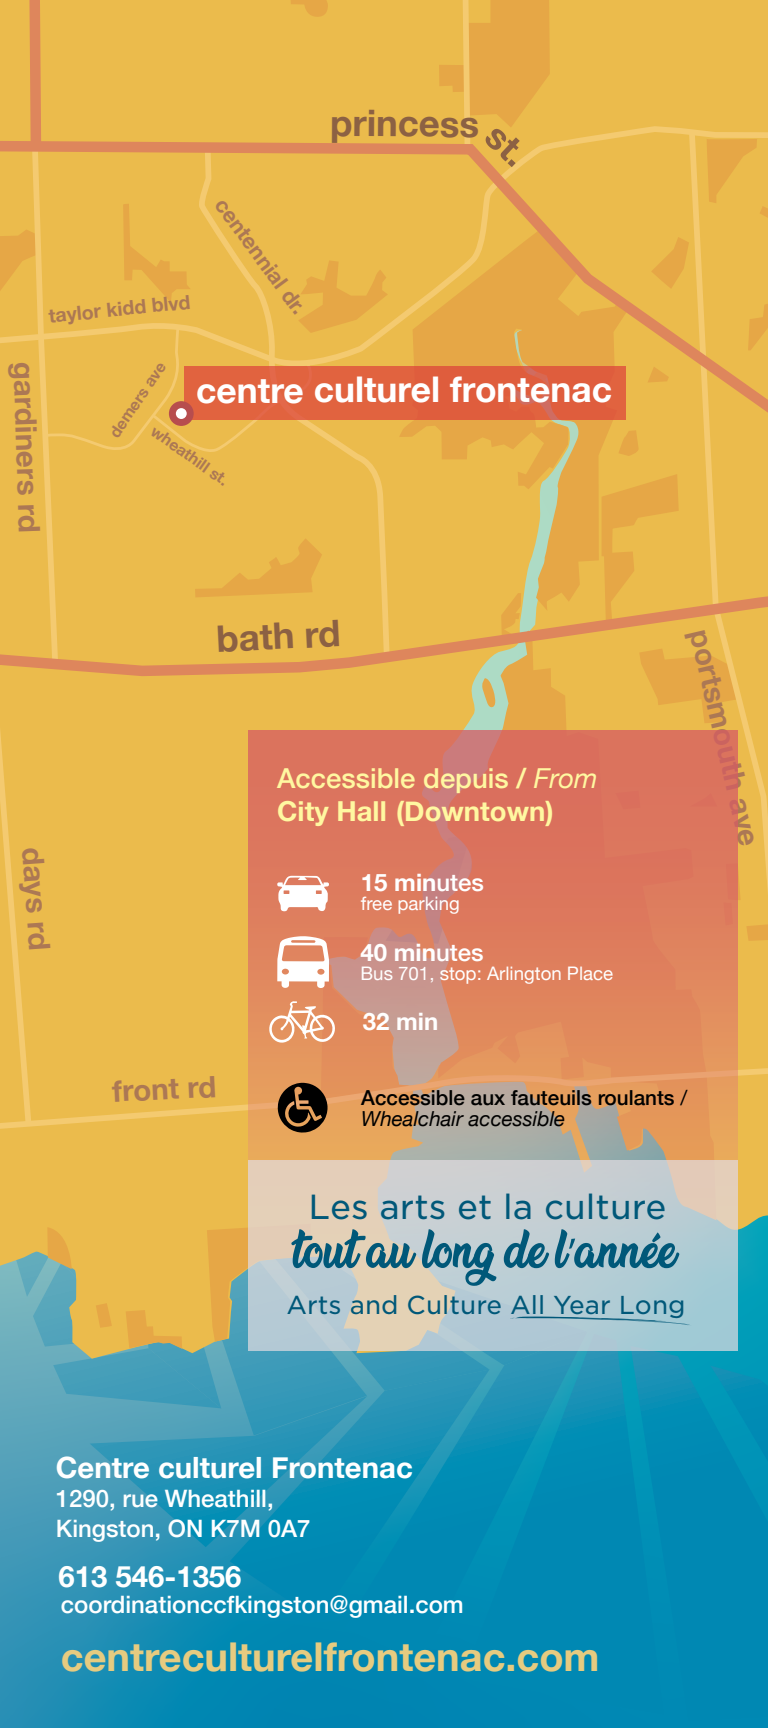 princess st.
centennial dr.
taylor kidd blvd
gardiners rd
demers ave
centre culturel frontenac
wheathill st.
bath rd
portsmouth ave
Accessible depuis / From
City Hall (Downtown)
15 minutes
free parking
days rd
40 minutes
Bus 701, stop: Arlington Place
32 min
front rd
Accessible aux fauteuils roulants /
Whealchair accessible
Les arts et la culture
tout au long de l'année
Arts and Culture All Year Long
Centre culturel Frontenac
1290, rue Wheathill,
Kingston, ON K7M 0A7
613 546-1356
coordinationccfkingston@gmail.com
centreculturelfrontenac.com